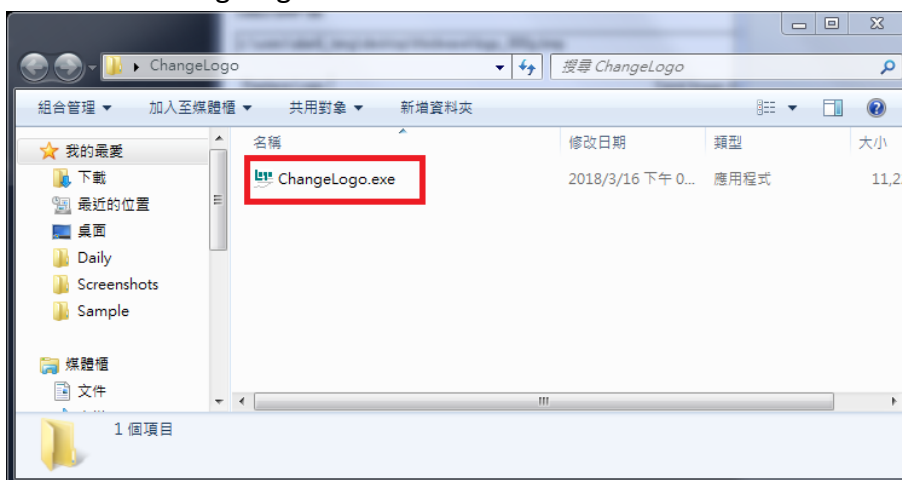 ChangeLogo
搜尋 ChangeLogo
組合管理 加入至媒體櫃 共用對象 新增資料夾
名稱 修改日期 類型 大小
我的最愛
下載
最近的位置
桌面
Daily
Screenshots
Sample
媒體櫃
文件
ChangeLogo.exe 2018/3/16 下午 0... 應用程式 11,2
1 個項目